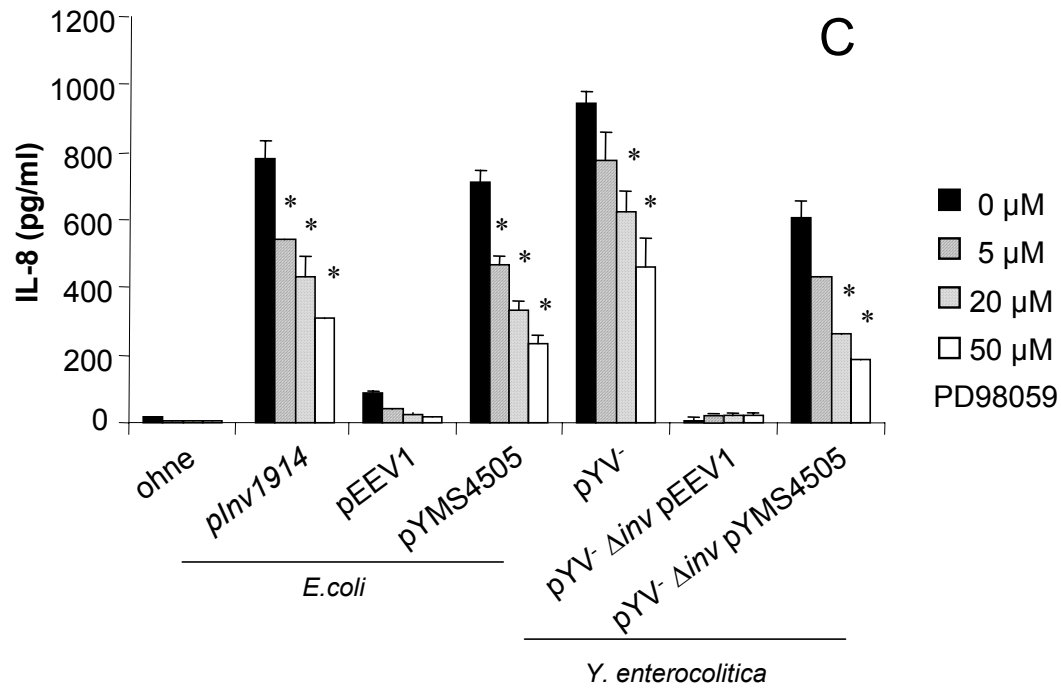 C
IL-8 (pg/ml)
1200
1000
800
600
400
200
0
* * *
* * *
* *
* *
0 µM
5 µM
20 µM
50 µM
PD98059
ohne
pInv1914
pEEV1
pYMS4505
pYV-
pYV- Δinv pEEV1
pYV- Δinv pYMS4505
E.coli
Y. enterocolitica